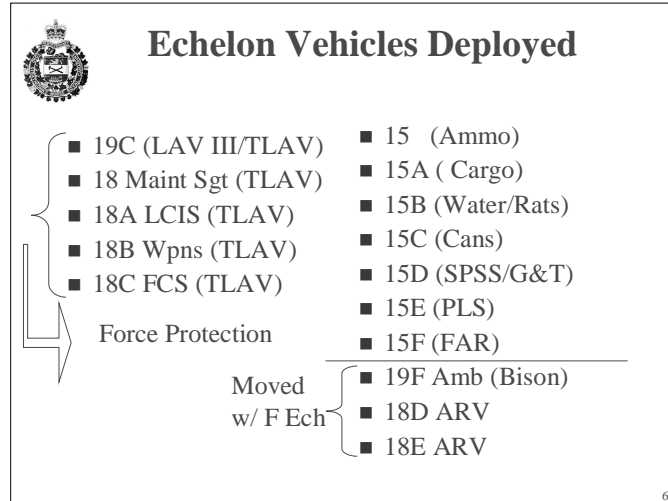 Echelon Vehicles Deployed
■ 19C (LAV III/TLAV)
■ 18 Maint Sgt (TLAV)
■ 18A LCIS (TLAV)
■ 18B Wpns (TLAV)
■ 18C FCS (TLAV)
Force Protection
■ 15 (Ammo)
■ 15A ( Cargo)
■ 15B (Water/Rats)
■ 15C (Cans)
■ 15D (SPSS/G&T)
■ 15E (PLS)
■ 15F (FAR)
Moved
w/ F Ech
■ 19F Amb (Bison)
■ 18D ARV
■ 18E ARV
6